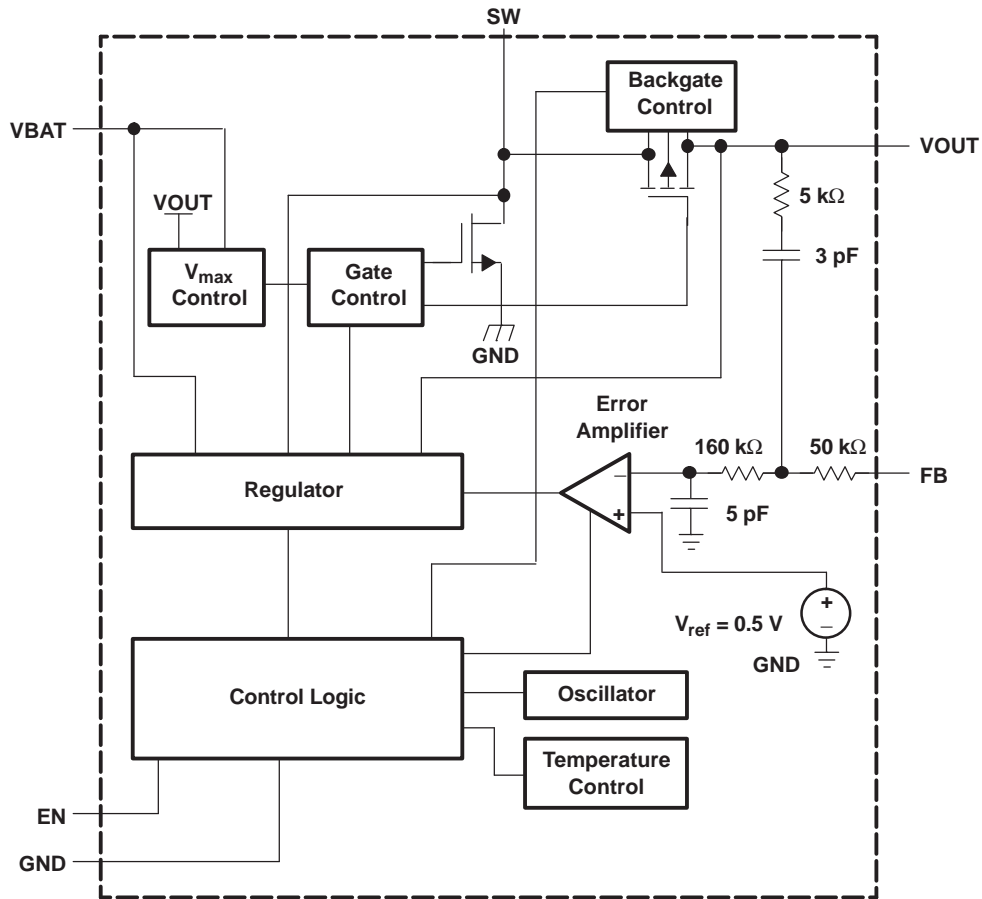 SW
Backgate
Control
VBAT
VOUT
VOUT
5 kΩ
3 pF
Vmax
Control
Gate
Control
GND
Error
Amplifier
160 kΩ
50 kΩ
FB
Regulator
−
+
5 pF
Vref = 0.5 V
+
−
GND
Control Logic
Oscillator
Temperature
Control
EN
GND